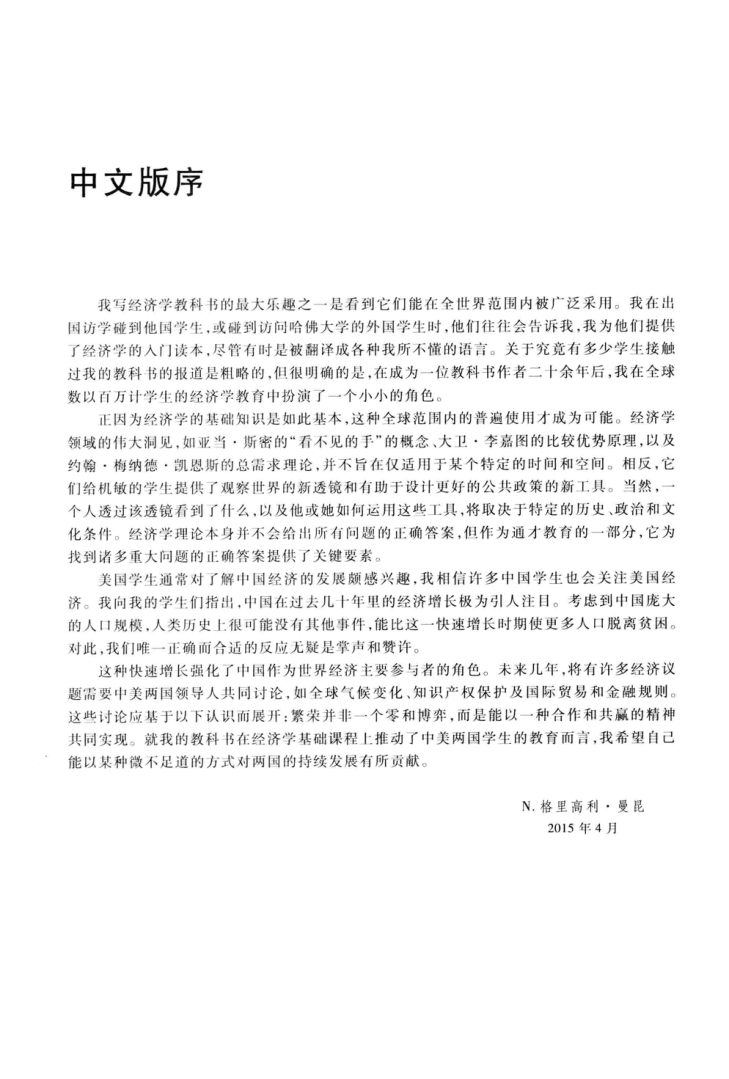 中文版序
我写经济学教科书的最大乐趣之一是看到它们能在全世界范围内被广泛采用。我在出
国访学碰到他国学生,或碰到访问哈佛大学的外国学生时,他们往往会告诉我,我为他们提供
了经济学的入门读本,尽管有时是被翻译成各种我所不懂的语言。关于究竟有多少学生接触
过我的教科书的报道是粗略的,但很明确的是,在成为一位教科书作者二十余年后,我在全球
数以百万计学生的经济学教育中扮演了一个小小的角色。
正因为经济学的基础知识是如此基本,这种全球范围内的普遍使用才成为可能。经济学
领域的伟大洞见,如亚当·斯密的“看不见的手”的概念、大卫·李嘉图的比较优势原理,以及
约翰·梅纳德·凯恩斯的总需求理论,并不旨在仅适用于某个特定的时间和空间。相反,它
们给机敏的学生提供了观察世界的新透镜和有助于设计更好的公共政策的新工具。当然,一
个人透过该透镜看到了什么,以及他或她如何运用这些工具,将取决于特定的历史、政治和文
化条件。经济学理论本身并不会给出所有问题的正确答案,但作为通才教育的一部分,它为
找到诸多重大问题的正确答案提供了关键要素。
美国学生通常对了解中国经济的发展颇感兴趣,我相信许多中国学生也会关注美国经
济。我向我的学生们指出,中国在过去几十年里的经济增长极为引人注目。考虑到中国庞大
的人口规模,人类历史上很可能没有其他事件,能比这一快速增长时期使更多人口脱离贫困。
对此,我们唯一正确而合适的反应无疑是掌声和赞许。
这种快速增长强化了中国作为世界经济主要参与者的角色。未来几年,将有许多经济议
题需要中美两国领导人共同讨论,如全球气候变化、知识产权保护及国际贸易和金融规则。
这些讨论应基于以下认识而展开:繁荣并非一个零和博弈,而是能以一种合作和共赢的精神
共同实现。就我的教科书在经济学基础课程上推动了中美两国学生的教育而言,我希望自己
能以某种微不足道的方式对两国的持续发展有所贡献。
N. 格里高利·曼昆
2015 年 4 月